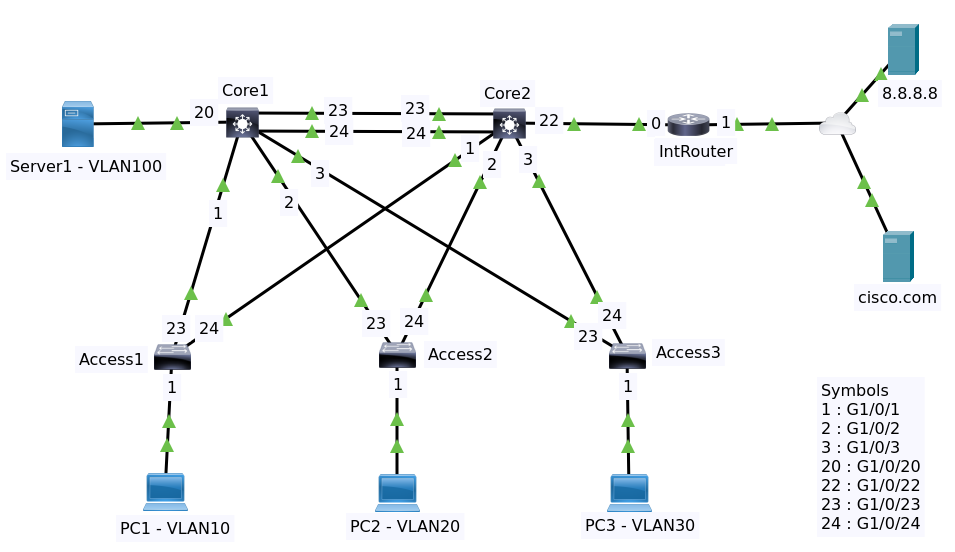 Core1
Core2
8.8.8.8
20
23
23
24
24
22
0
1
Server1 - VLAN100
IntRouter
1
2
3
3
2
1
cisco.com
23
24
23
24
24
23
Access1
Access2
Access3
1
1
1
PC1 - VLAN10
PC2 - VLAN20
PC3 - VLAN30
Symbols
1 : G1/0/1
2 : G1/0/2
3 : G1/0/3
20 : G1/0/20
22 : G1/0/22
23 : G1/0/23
24 : G1/0/24